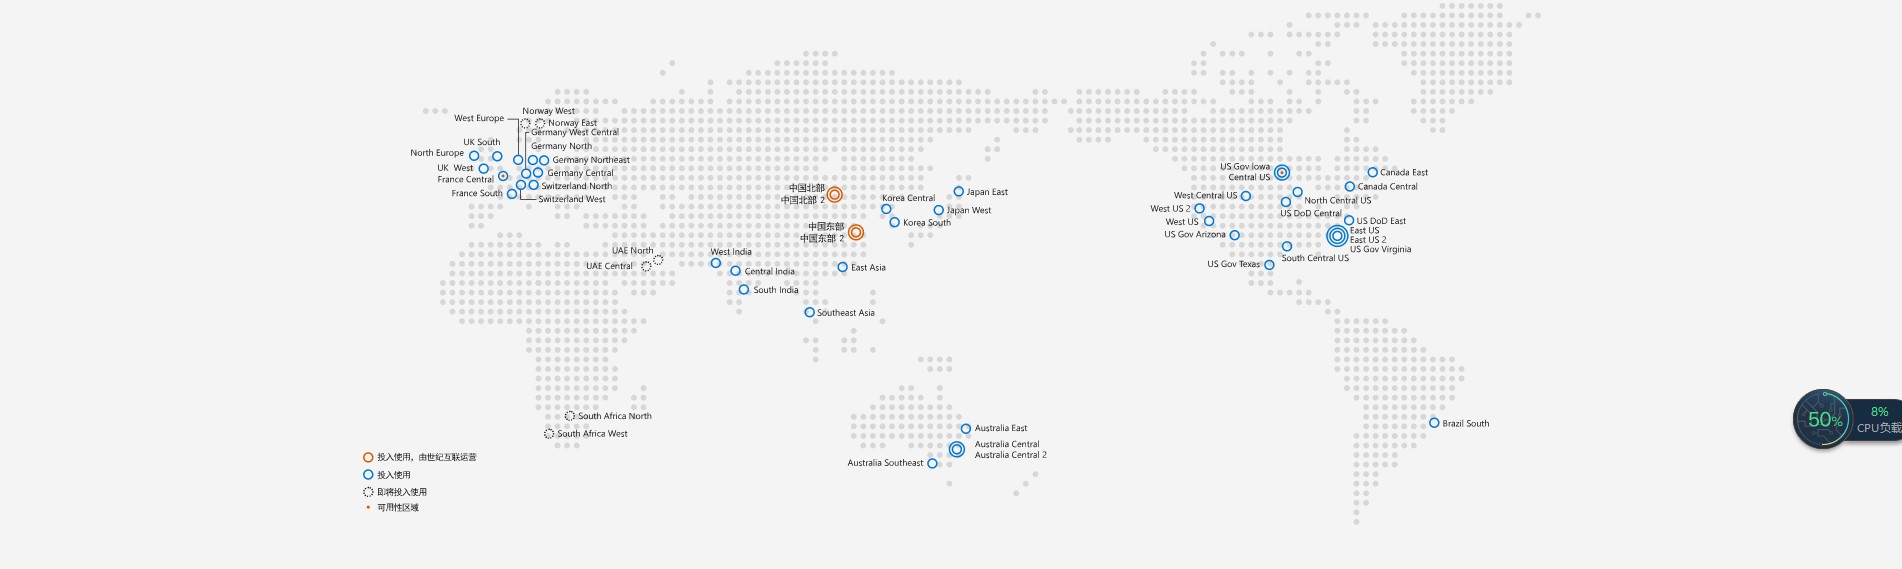 Norway West
West Europe
Norway East
Germany West Central
UK South
Germany North
North Europe
Germany Northeast
UK West
Germany Central
France Central
Switzerland North
France South
Switzerland West
UAE North
UAE Central
West India
Central India
South India
中国北部
中国北部 2
中国东部
中国东部 2
Korea Central
Korea South
Japan East
Japan West
East Asia
Southeast Asia
US Gov Iowa
Central US
West Central US
West US 2
West US
US Gov Arizona
US Gov Texas
North Central US
US DoD Central
South Central US
Canada East
Canada Central
US DoD East
East US
East US 2
US Gov Virginia
South Africa North
South Africa West
Australia East
Australia Central
Australia Central 2
Australia Southeast
Brazil South
50%
8%
CPU负载
投入使用，由世纪互联运营
投入使用
即将投入使用
可用性区域